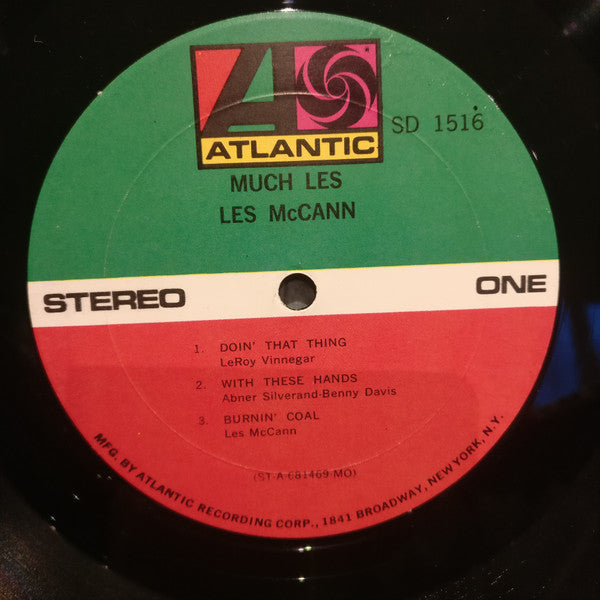 ATLANTIC
SD 1516
MUCH LES
LES McCANN
STEREO
ONE
1. DOIN' THAT THING
LeRoy Vinnegar
2. WITH THESE HANDS
Abner Silverand-Benny Davis
3. BURNIN' COAL
Les McCann
(ST-A-681469-MO)
MFG. BY ATLANTIC RECORDING CORP., 1841 BROADWAY, NEW YORK, N.Y.